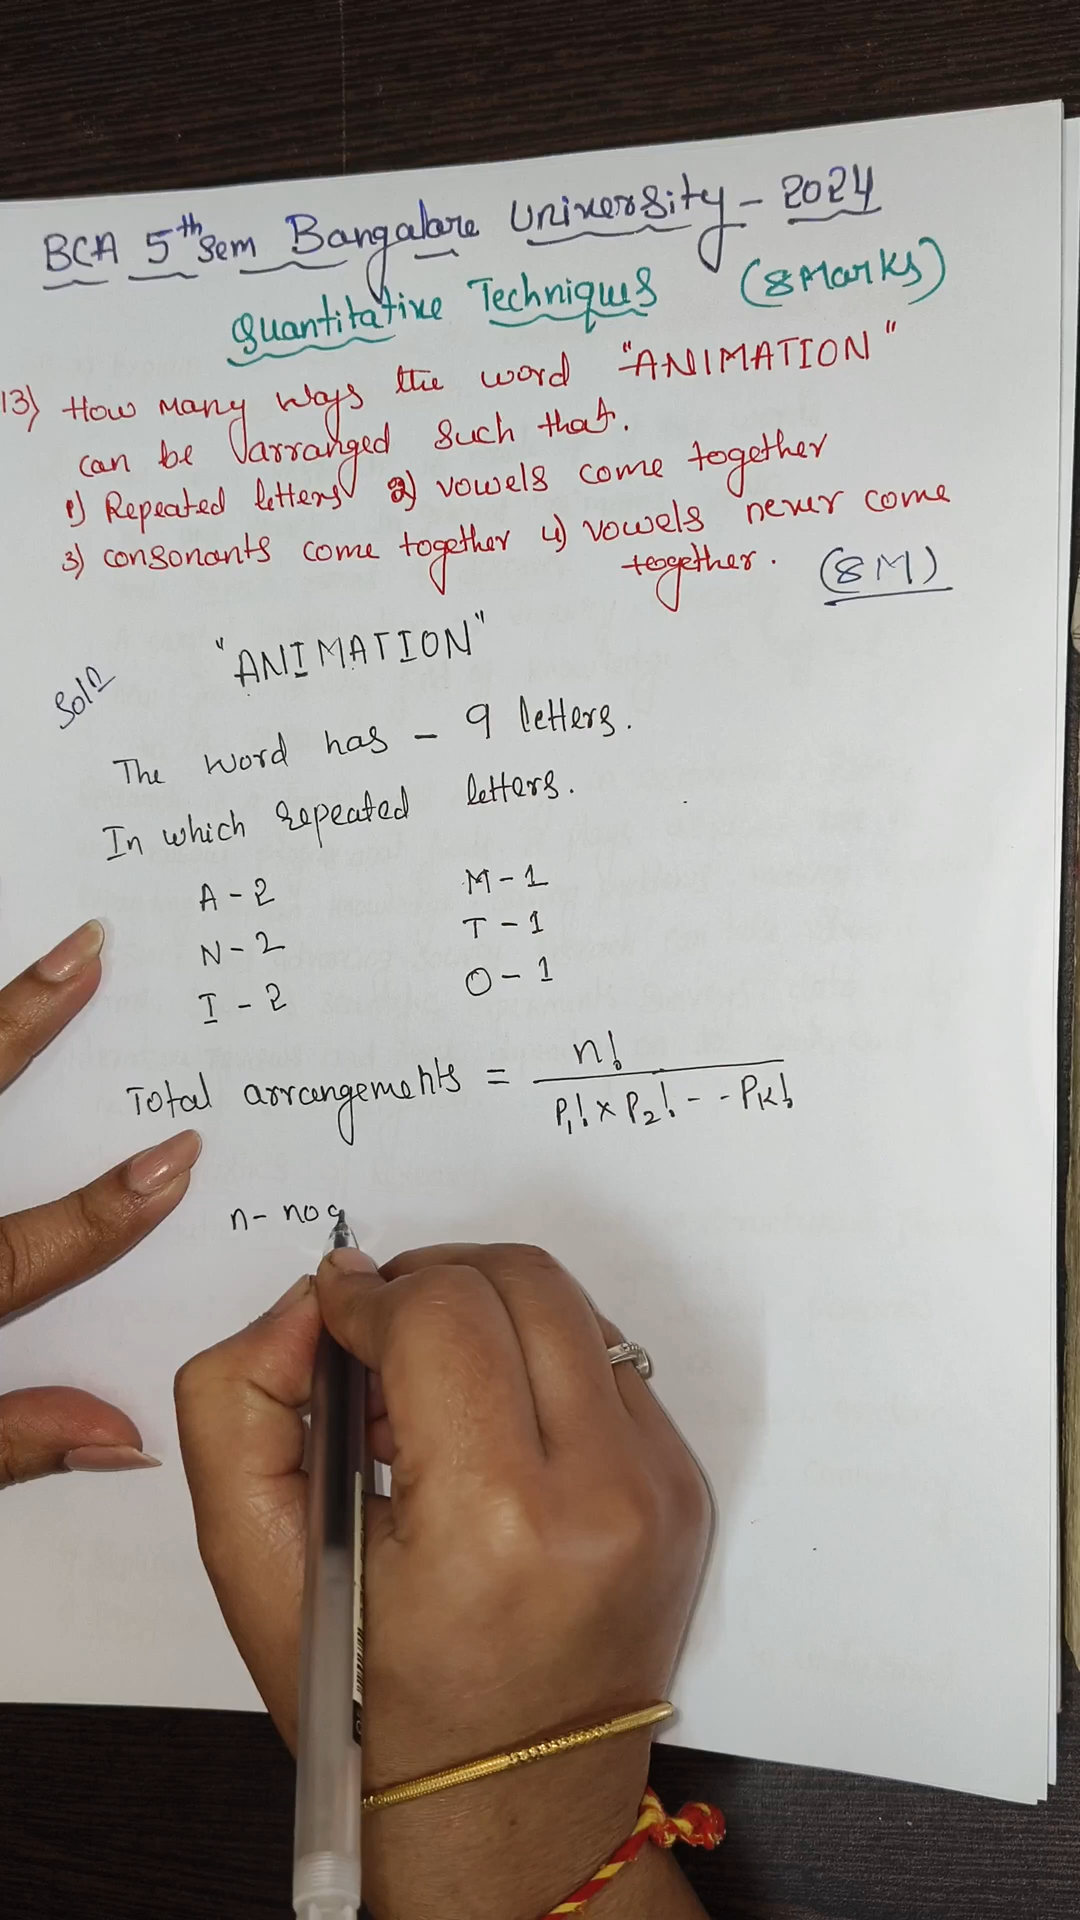 BCA 5th Sem Bangalore University - 2024
Quantitative Techniques (8 Marks)
13) How many ways the word "ANIMATION"
can be arranged such that.
1) Repeated letters 2) vowels come together
3) consonants come together 4) vowels never come
together. (8M)
Soln "ANIMATION"
The word has - 9 letters.
In which repeated letters.
A - 2 M - 1
N - 2 T - 1
I - 2 O - 1
Total arrangements = n! / P1! × P2! - - PK!
n - no